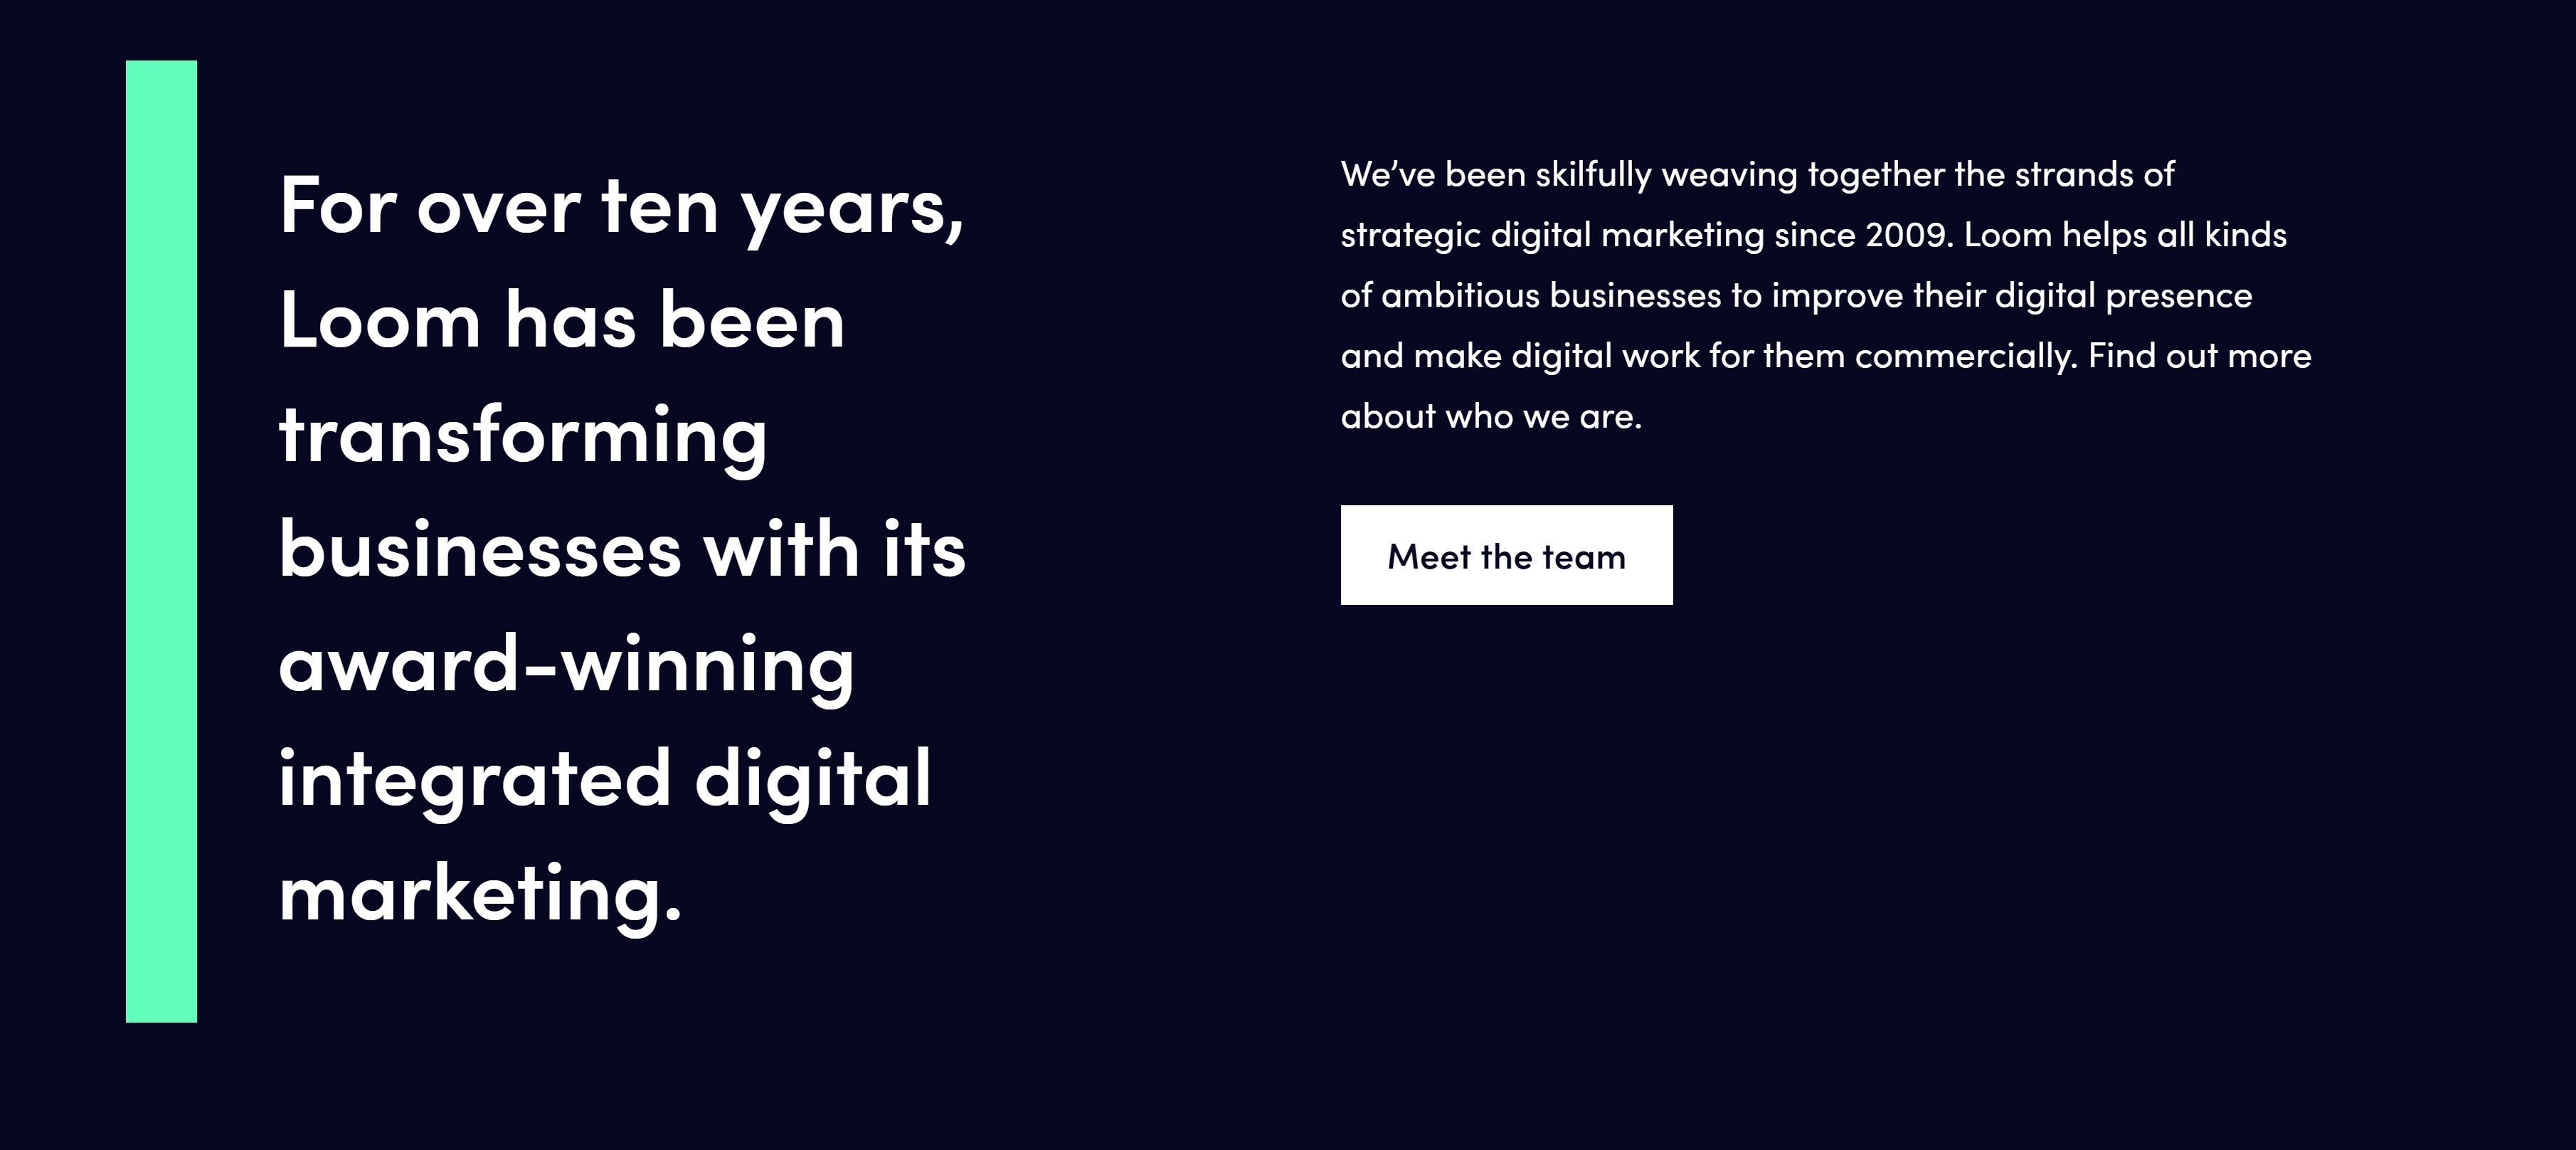 For over ten years,
Loom has been
transforming
businesses with its
award-winning
integrated digital
marketing.
We’ve been skilfully weaving together the strands of
strategic digital marketing since 2009. Loom helps all kinds
of ambitious businesses to improve their digital presence
and make digital work for them commercially. Find out more
about who we are.
Meet the team